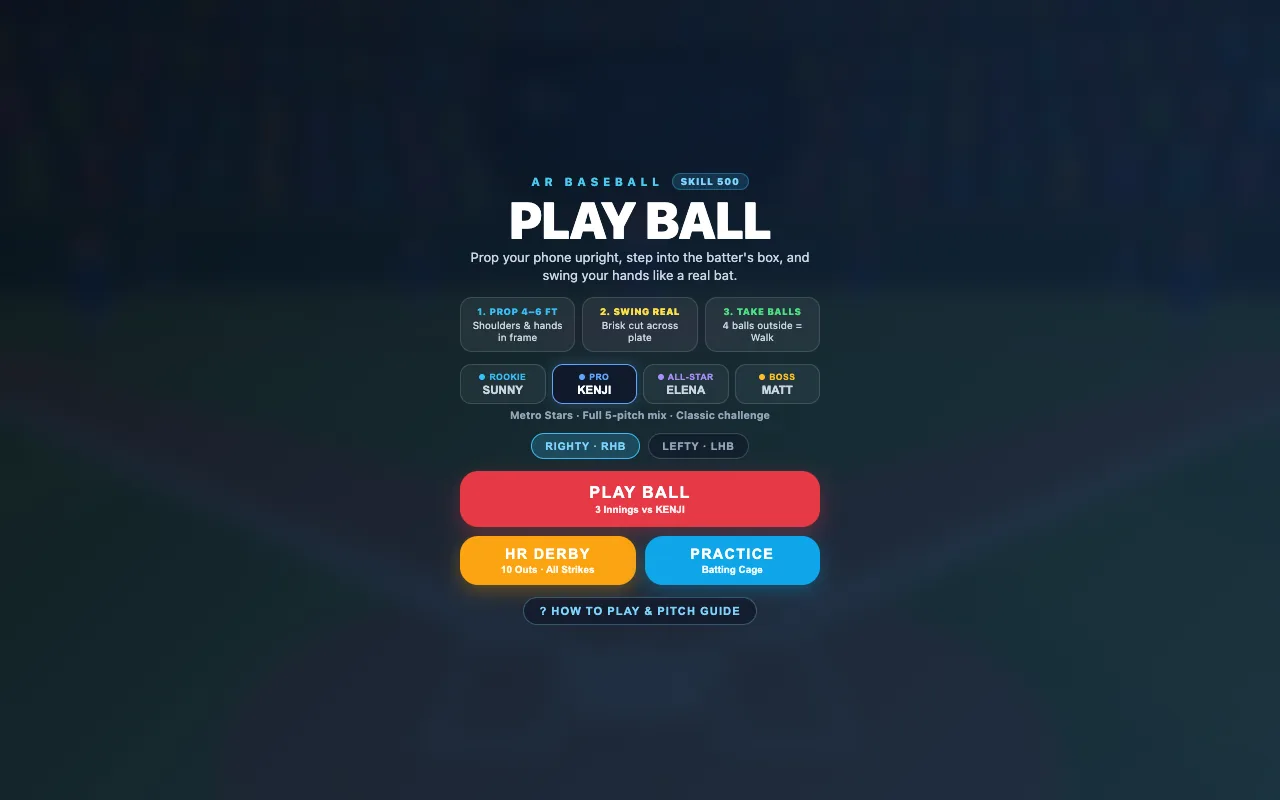 AR BASEBALL SKILL 500
PLAY BALL
Prop your phone upright, step into the batter's box, and
swing your hands like a real bat.
1. PROP 4–6 FT
Shoulders & hands
in frame
2. SWING REAL
Brisk cut across
plate
3. TAKE BALLS
4 balls outside =
Walk
ROOKIE
SUNNY
PRO
KENJI
ALL-STAR
ELENA
BOSS
MATT
Metro Stars · Full 5-pitch mix · Classic challenge
RIGHTY · RHB
LEFTY · LHB
PLAY BALL
3 Innings vs KENJI
HR DERBY
10 Outs · All Strikes
PRACTICE
Batting Cage
? HOW TO PLAY & PITCH GUIDE